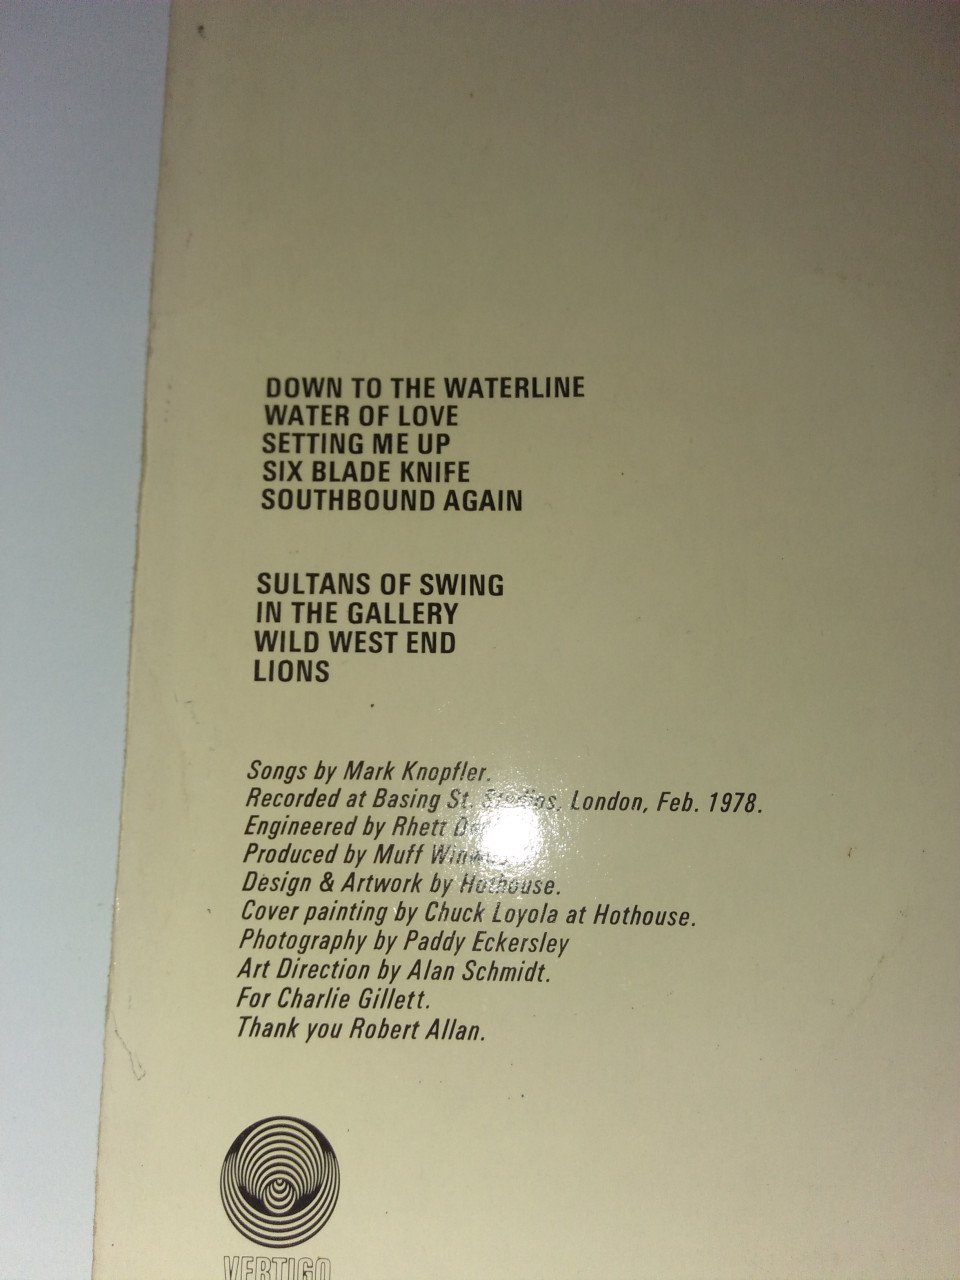 DOWN TO THE WATERLINE
WATER OF LOVE
SETTING ME UP
SIX BLADE KNIFE
SOUTHBOUND AGAIN
SULTANS OF SWING
IN THE GALLERY
WILD WEST END
LIONS
Songs by Mark Knopfler.
Recorded at Basing St. Studios, London, Feb. 1978.
Engineered by Rhett
Produced by Muff
Design & Artwork by Hothouse.
Cover painting by Chuck Loyola at Hothouse.
Photography by Paddy Eckersley
Art Direction by Alan Schmidt.
For Charlie Gillett.
Thank you Robert Allan.
VERTIGO